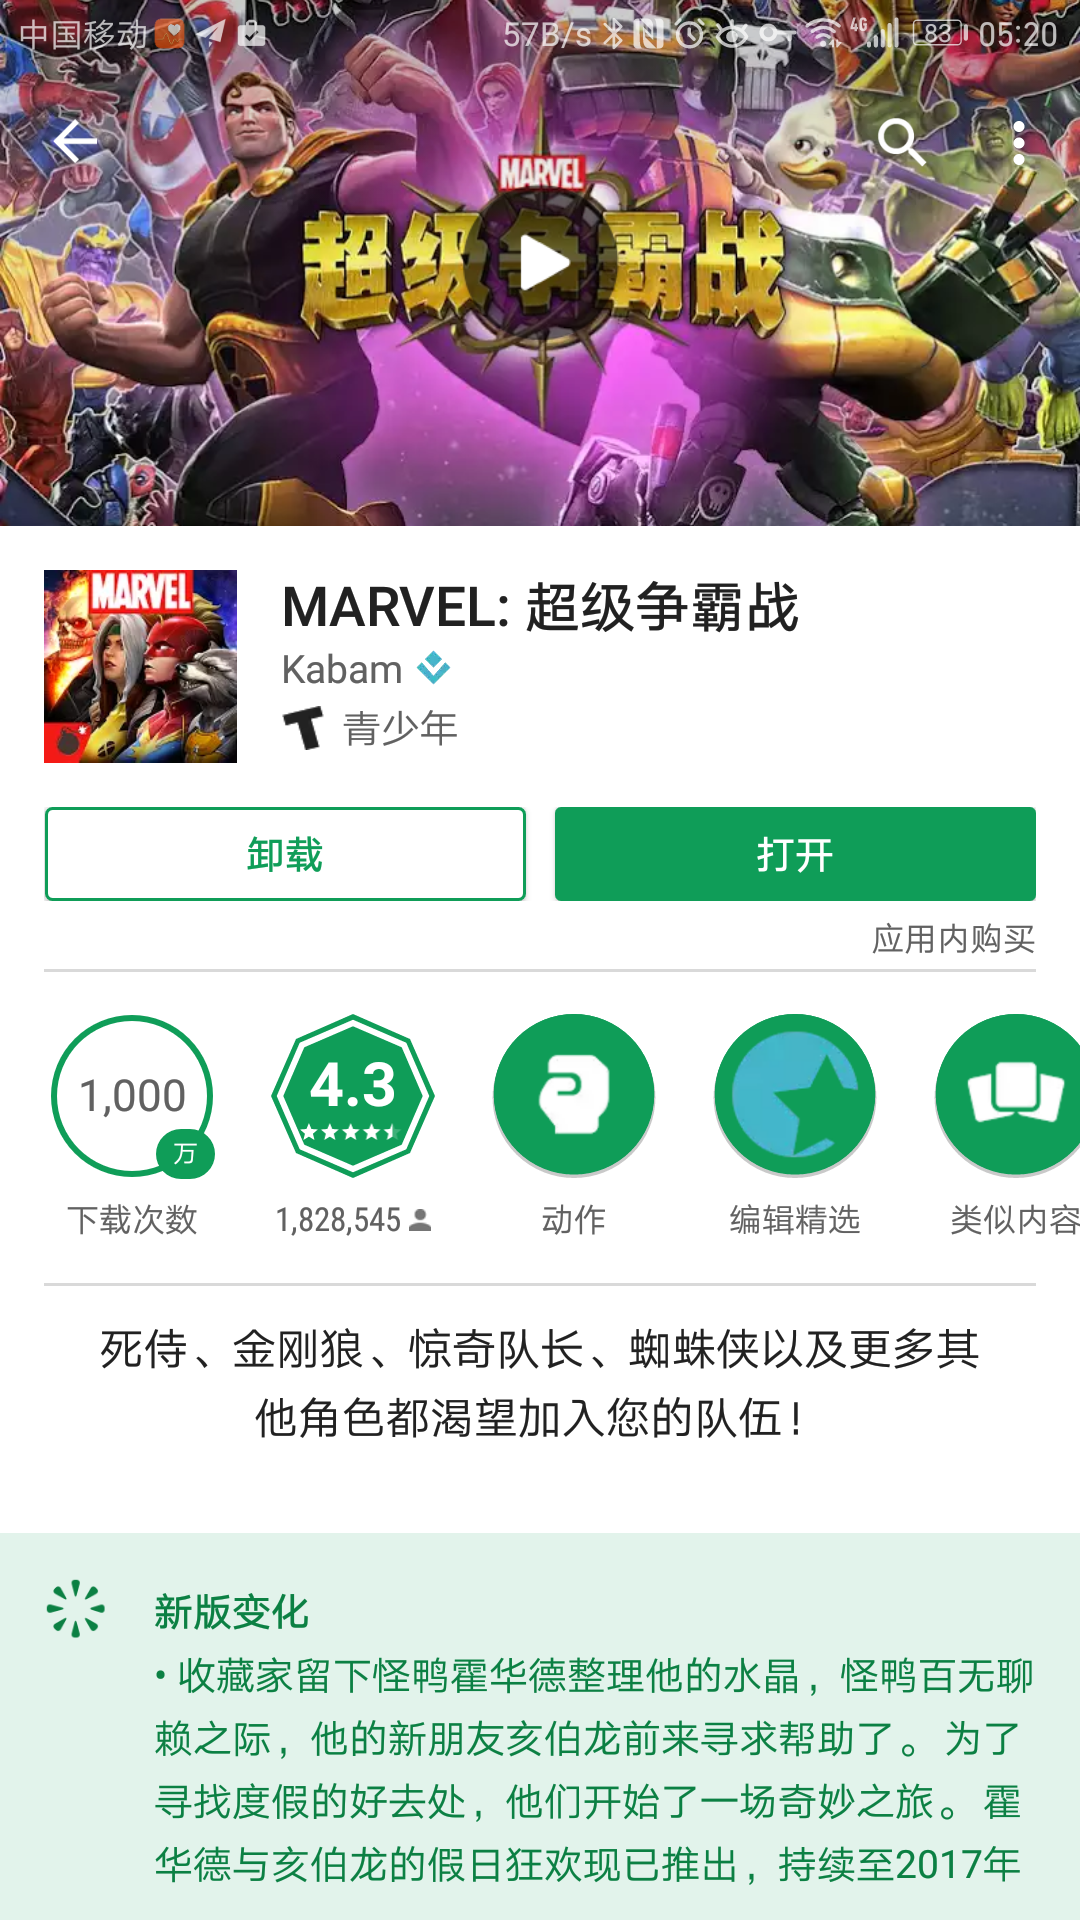 中国移动 57B/s 4G 83 05:20
MARVEL
超级争霸战
MARVEL
MARVEL: 超级争霸战
Kabam
T 青少年
卸载 打开
应用内购买
1,000 万 4.3
下载次数 1,828,545 动作 编辑精选 类似内容
死侍、金刚狼、惊奇队长、蜘蛛侠以及更多其
他角色都渴望加入您的队伍！
新版变化
• 收藏家留下怪鸭霍华德整理他的水晶，怪鸭百无聊
赖之际，他的新朋友亥伯龙前来寻求帮助了。 为了
寻找度假的好去处，他们开始了一场奇妙之旅。 霍
华德与亥伯龙的假日狂欢现已推出，持续至2017年